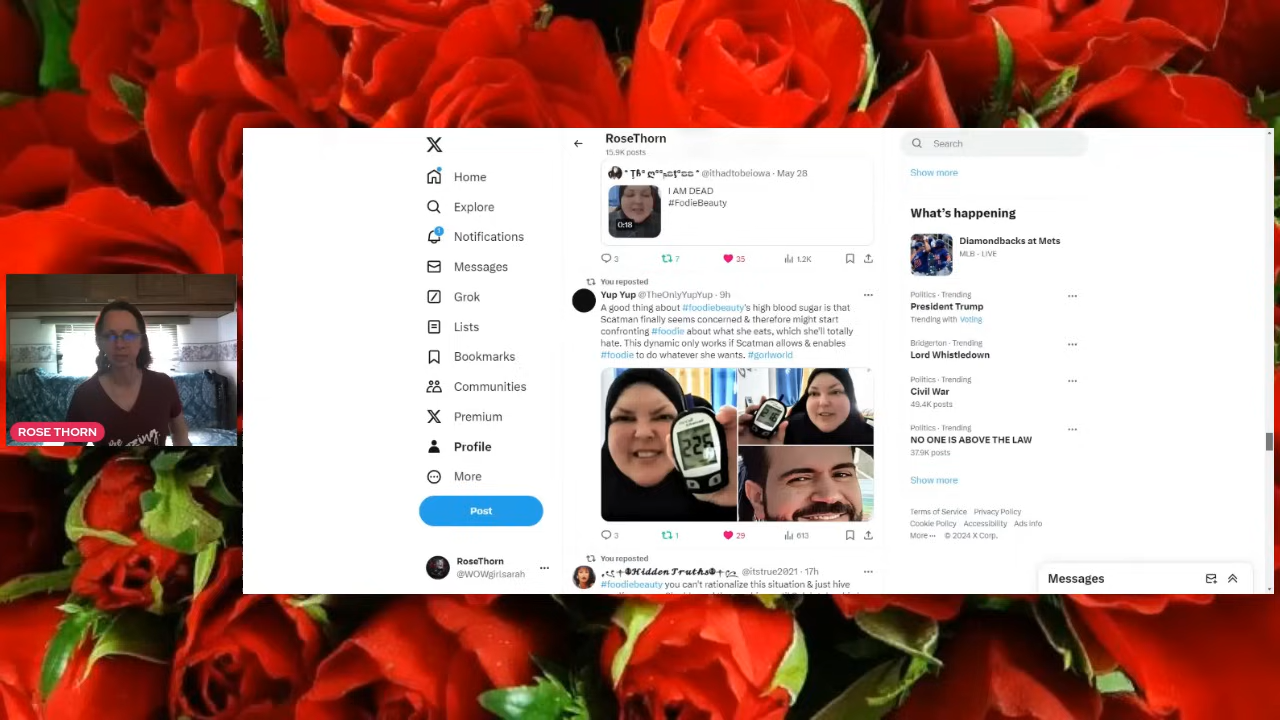 RoseThorn
15.9K posts
Home
Explore
Notifications
Messages
Grok
Lists
Bookmarks
Communities
Premium
Profile
More
Post
RoseThorn
@WOWgirlsarah
@ithadtobeiowa · May 28
I AM DEAD
#FodieBeauty
0:18
3
7
35
1.2K
You reposted
Yup Yup @TheOnlyYupYup · 9h
A good thing about #foodiebeauty's high blood sugar is that
Scatman finally seems concerned & therefore might start
confronting #foodie about what she eats, which she'll totally
hate. This dynamic only works if Scatman allows & enables
#foodie to do whatever she wants. #gorlworld
3
1
29
613
You reposted
𝓗𝓲𝓭𝓭𝓮𝓷 𝓣𝓻𝓾𝓽𝓱𝓼 @itstrue2021 · 17h
#foodiebeauty you can't rationalize this situation & just hive
Search
Show more
What's happening
Diamondbacks at Mets
MLB · LIVE
Politics · Trending
President Trump
Trending with Voting
Bridgerton · Trending
Lord Whistledown
Politics · Trending
Civil War
49.4K posts
Politics · Trending
NO ONE IS ABOVE THE LAW
37.9K posts
Show more
Terms of Service Privacy Policy
Cookie Policy Accessibility Ads info
More ··· © 2024 X Corp.
Messages
ROSE THORN